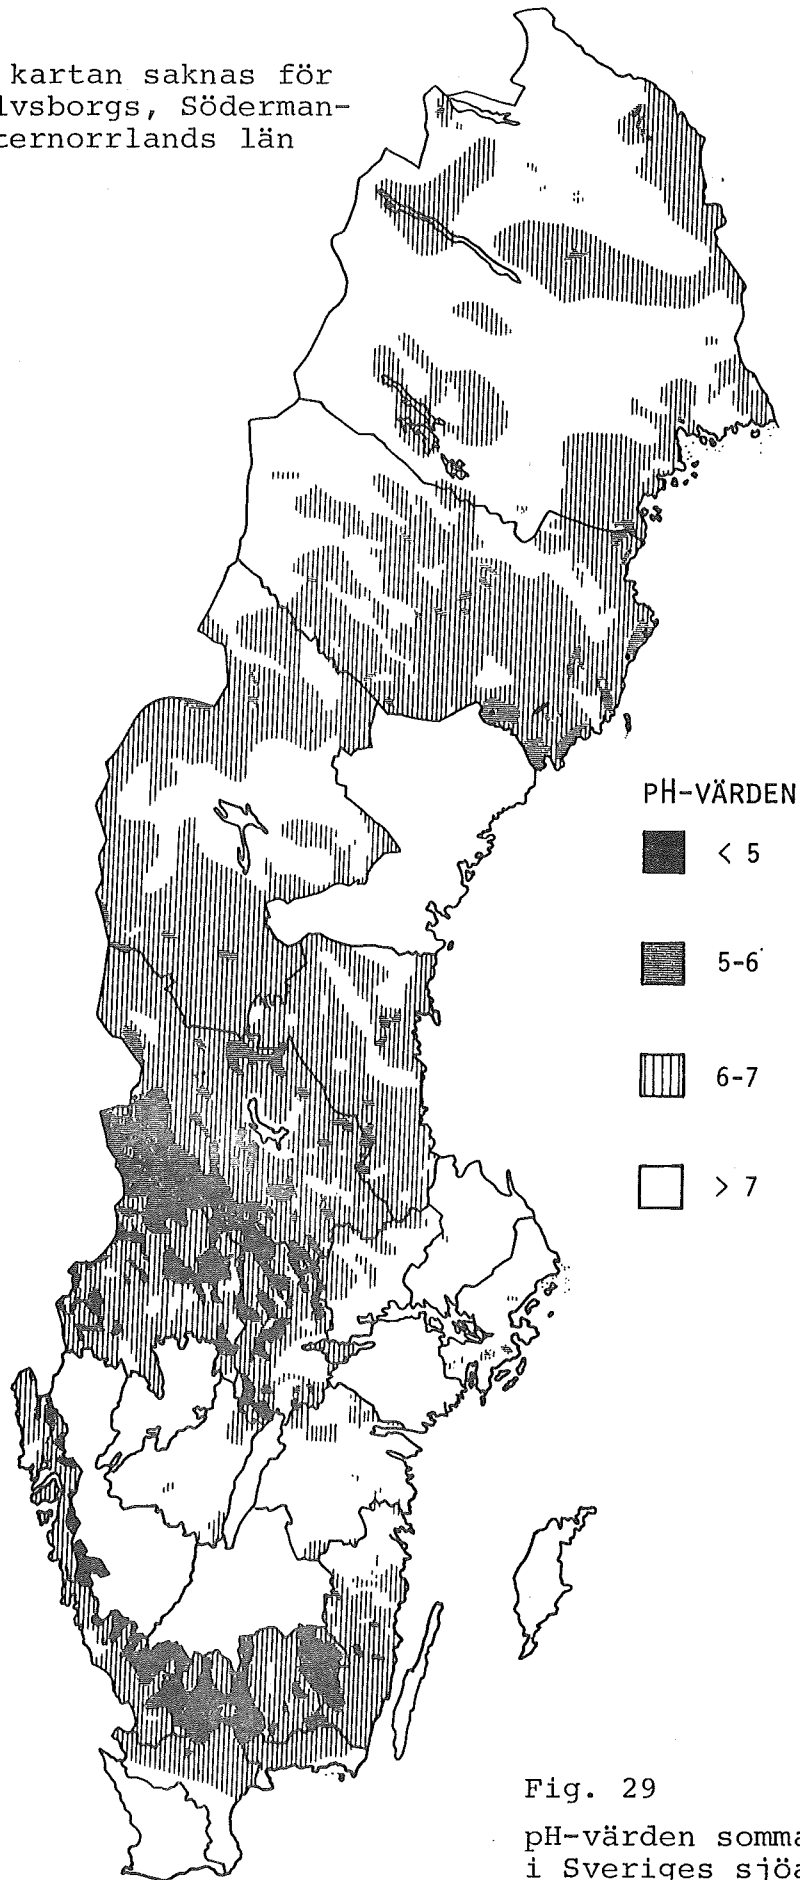 kartan saknas för
lvsborgs, Söderman-
ternorrlands län
pH-VÄRDEN
< 5
5-6
6-7
> 7
Fig. 29
pH-värden somma
i Sveriges sjöa